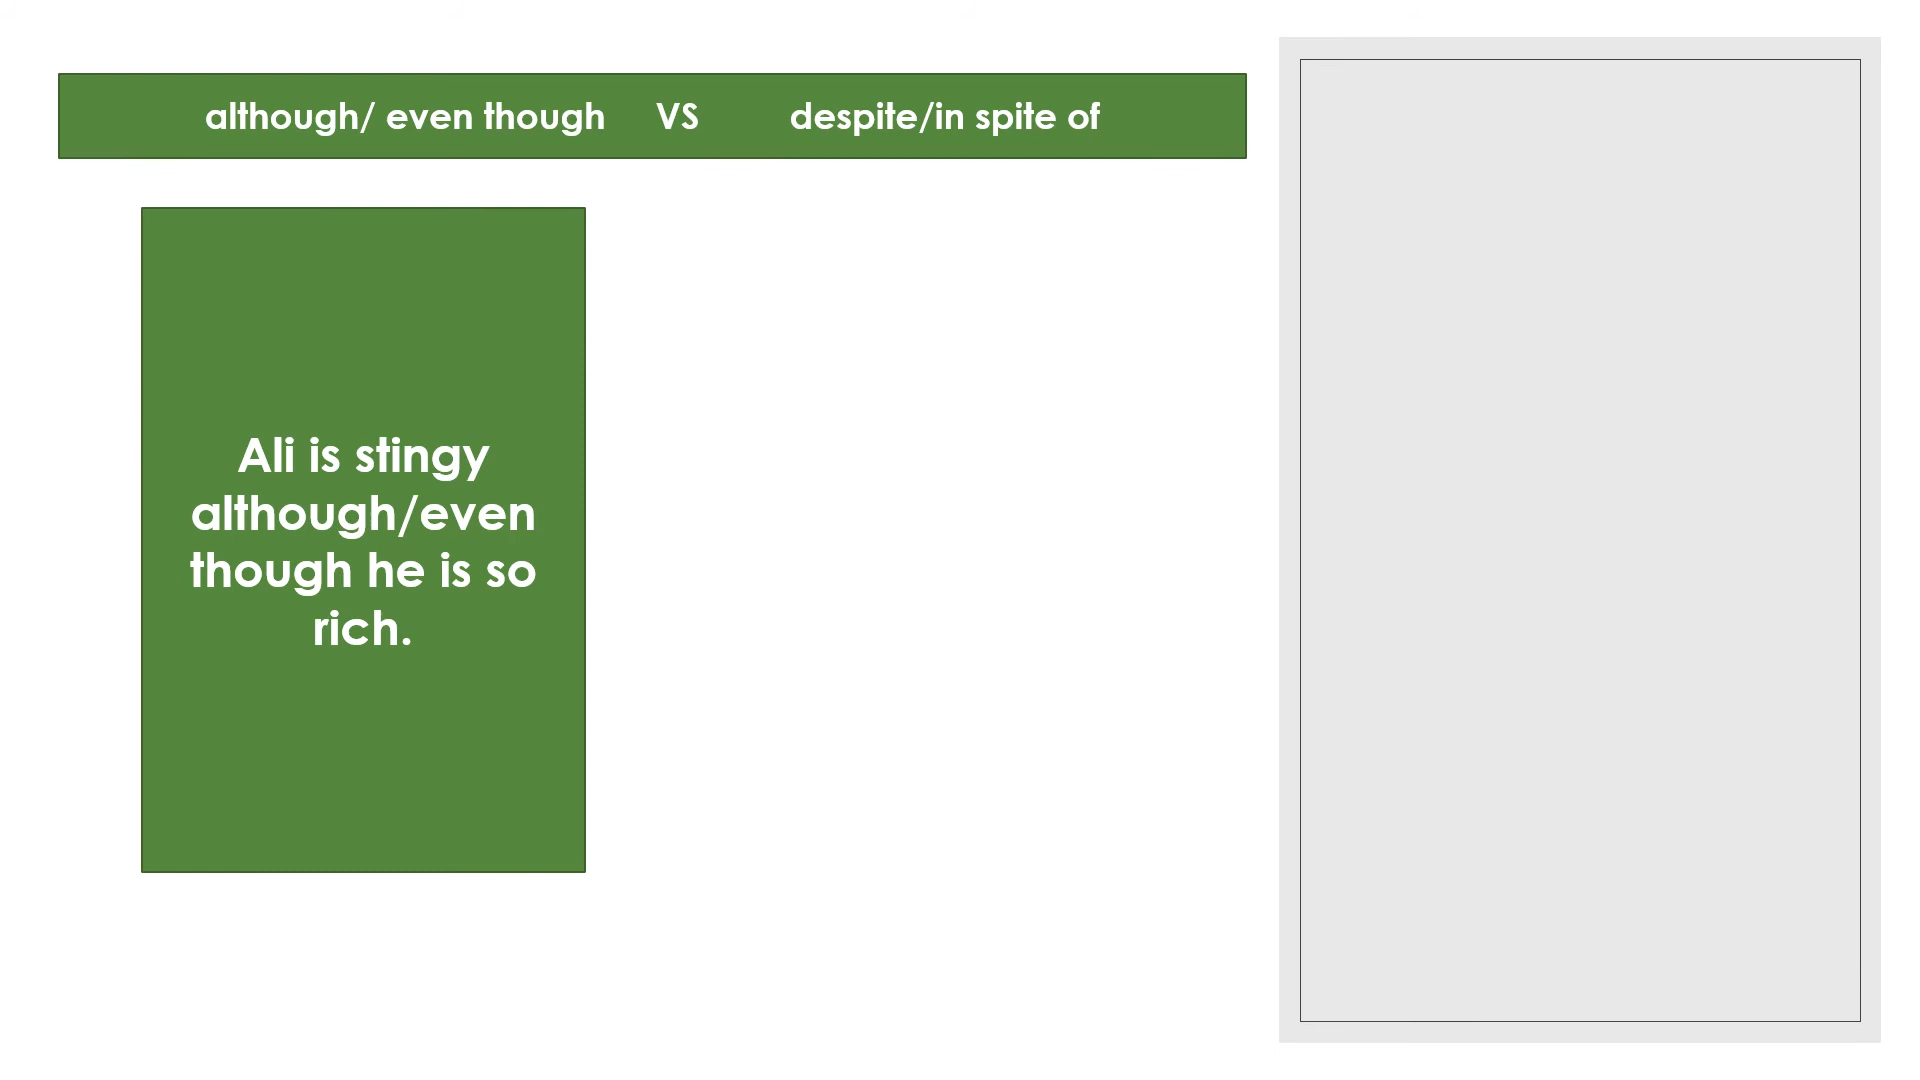 although/ even though VS despite/in spite of
Ali is stingy
although/even
though he is so
rich.